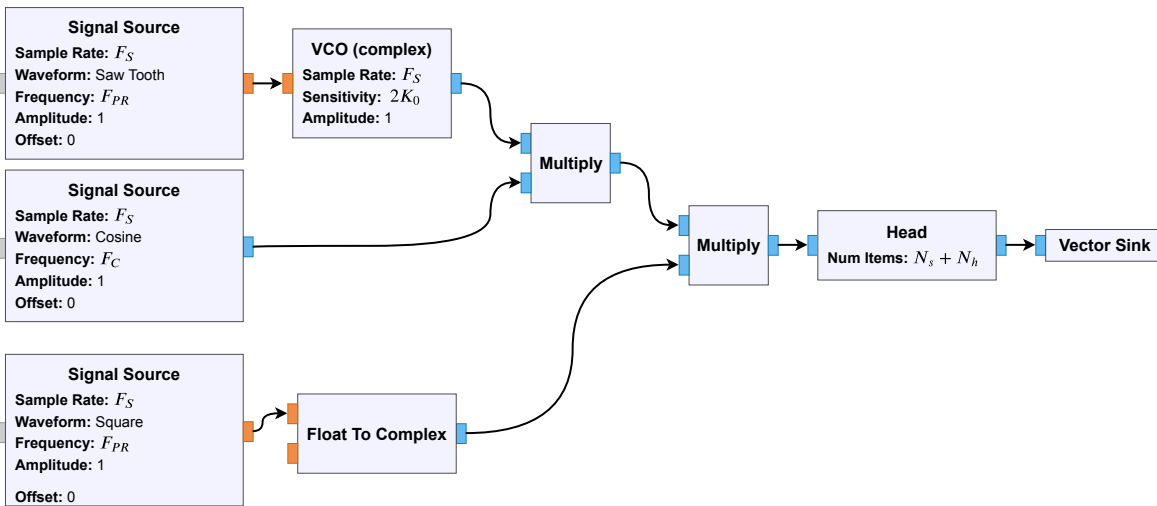 Signal Source
Sample Rate: F_S
Waveform: Saw Tooth
Frequency: F_PR
Amplitude: 1
Offset: 0
VCO (complex)
Sample Rate: F_S
Sensitivity: 2K_0
Amplitude: 1
Signal Source
Sample Rate: F_S
Waveform: Cosine
Frequency: F_C
Amplitude: 1
Offset: 0
Multiply
Multiply
Head
Num Items: N_s + N_h
Vector Sink
Signal Source
Sample Rate: F_S
Waveform: Square
Frequency: F_PR
Amplitude: 1
Offset: 0
Float To Complex